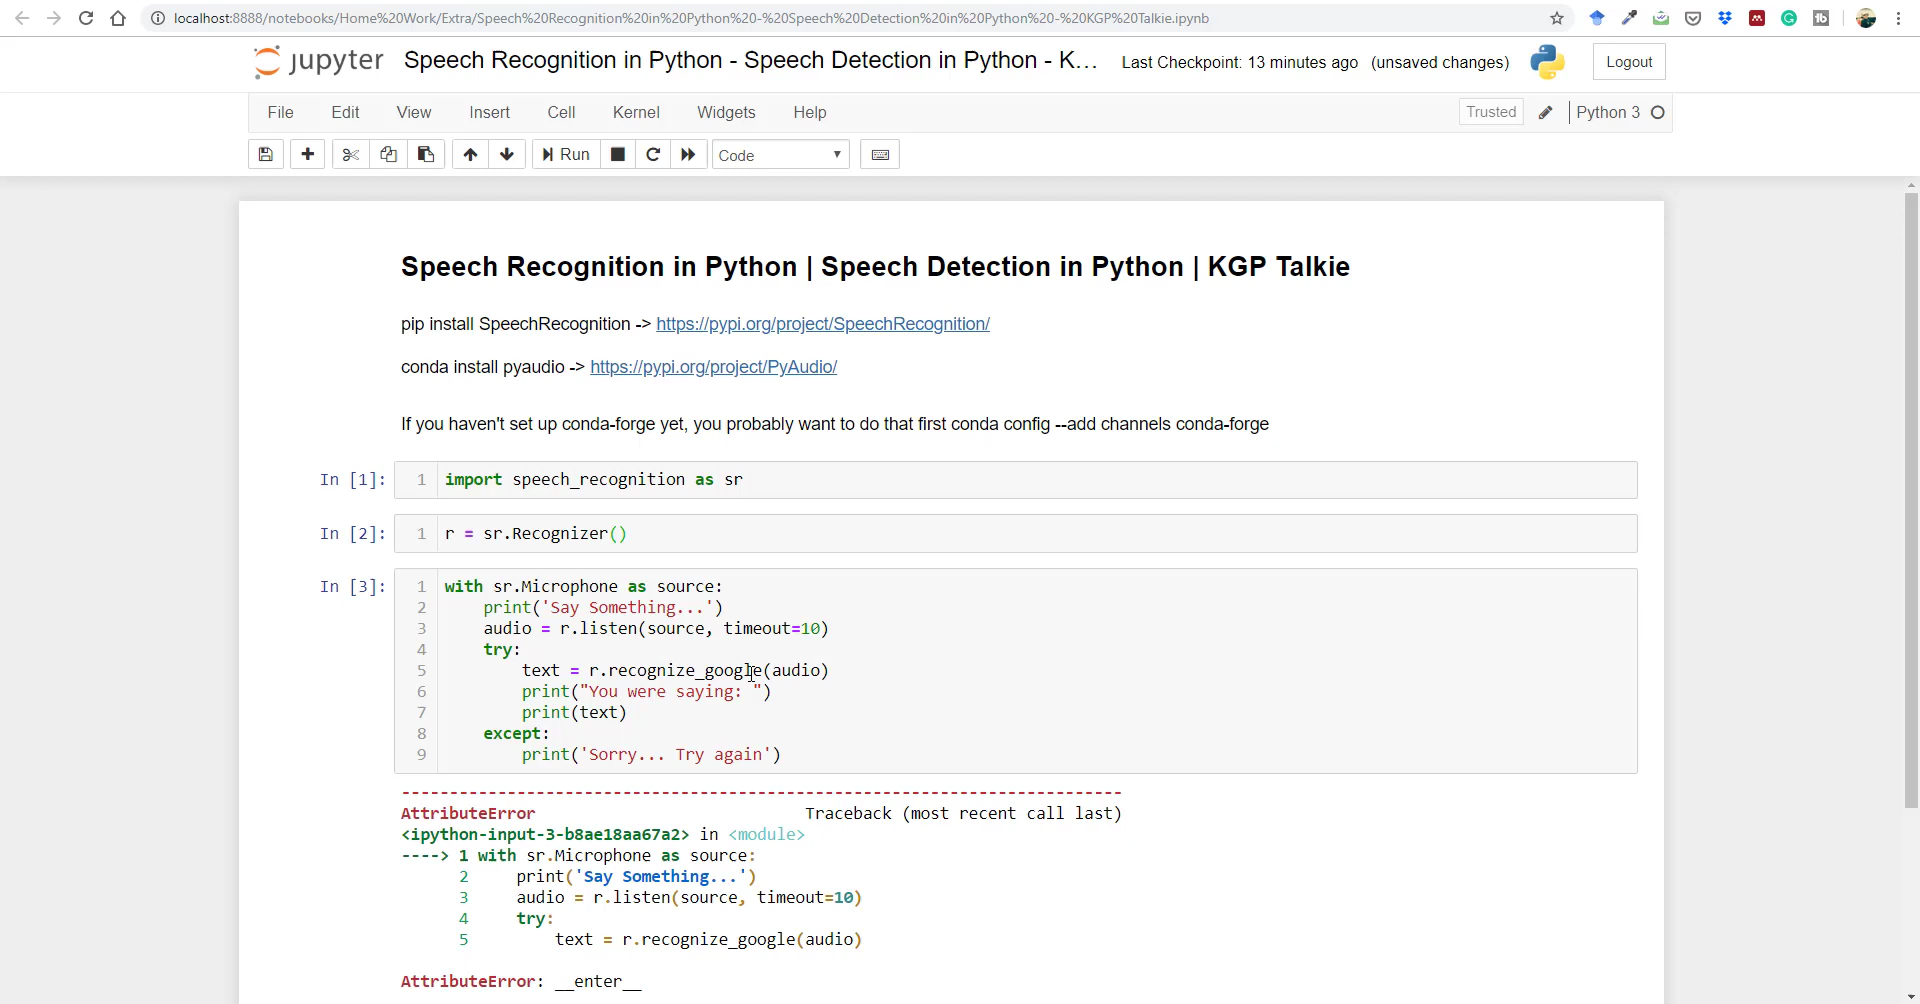 localhost:8888/notebooks/Home%20Work/Extra/Speech%20Recognition%20in%20Python%20-%20Speech%20Detection%20in%20Python%20-%20KGP%20Talkie.ipynb
jupyter Speech Recognition in Python - Speech Detection in Python - K... Last Checkpoint: 13 minutes ago (unsaved changes) Logout
File Edit View Insert Cell Kernel Widgets Help Trusted Python 3
Run Code
Speech Recognition in Python | Speech Detection in Python | KGP Talkie
pip install SpeechRecognition -> https://pypi.org/project/SpeechRecognition/
conda install pyaudio -> https://pypi.org/project/PyAudio/
If you haven't set up conda-forge yet, you probably want to do that first conda config --add channels conda-forge
In [1]: 1 import speech_recognition as sr
In [2]: 1 r = sr.Recognizer()
In [3]: 1 with sr.Microphone as source:
2 print('Say Something...')
3 audio = r.listen(source, timeout=10)
4 try:
5 text = r.recognize_google(audio)
6 print("You were saying: ")
7 print(text)
8 except:
9 print('Sorry... Try again')
---------------------------------------------------------------------------
AttributeError Traceback (most recent call last)
<ipython-input-3-b8ae18aa67a2> in <module>
----> 1 with sr.Microphone as source:
2 print('Say Something...')
3 audio = r.listen(source, timeout=10)
4 try:
5 text = r.recognize_google(audio)
AttributeError: __enter__